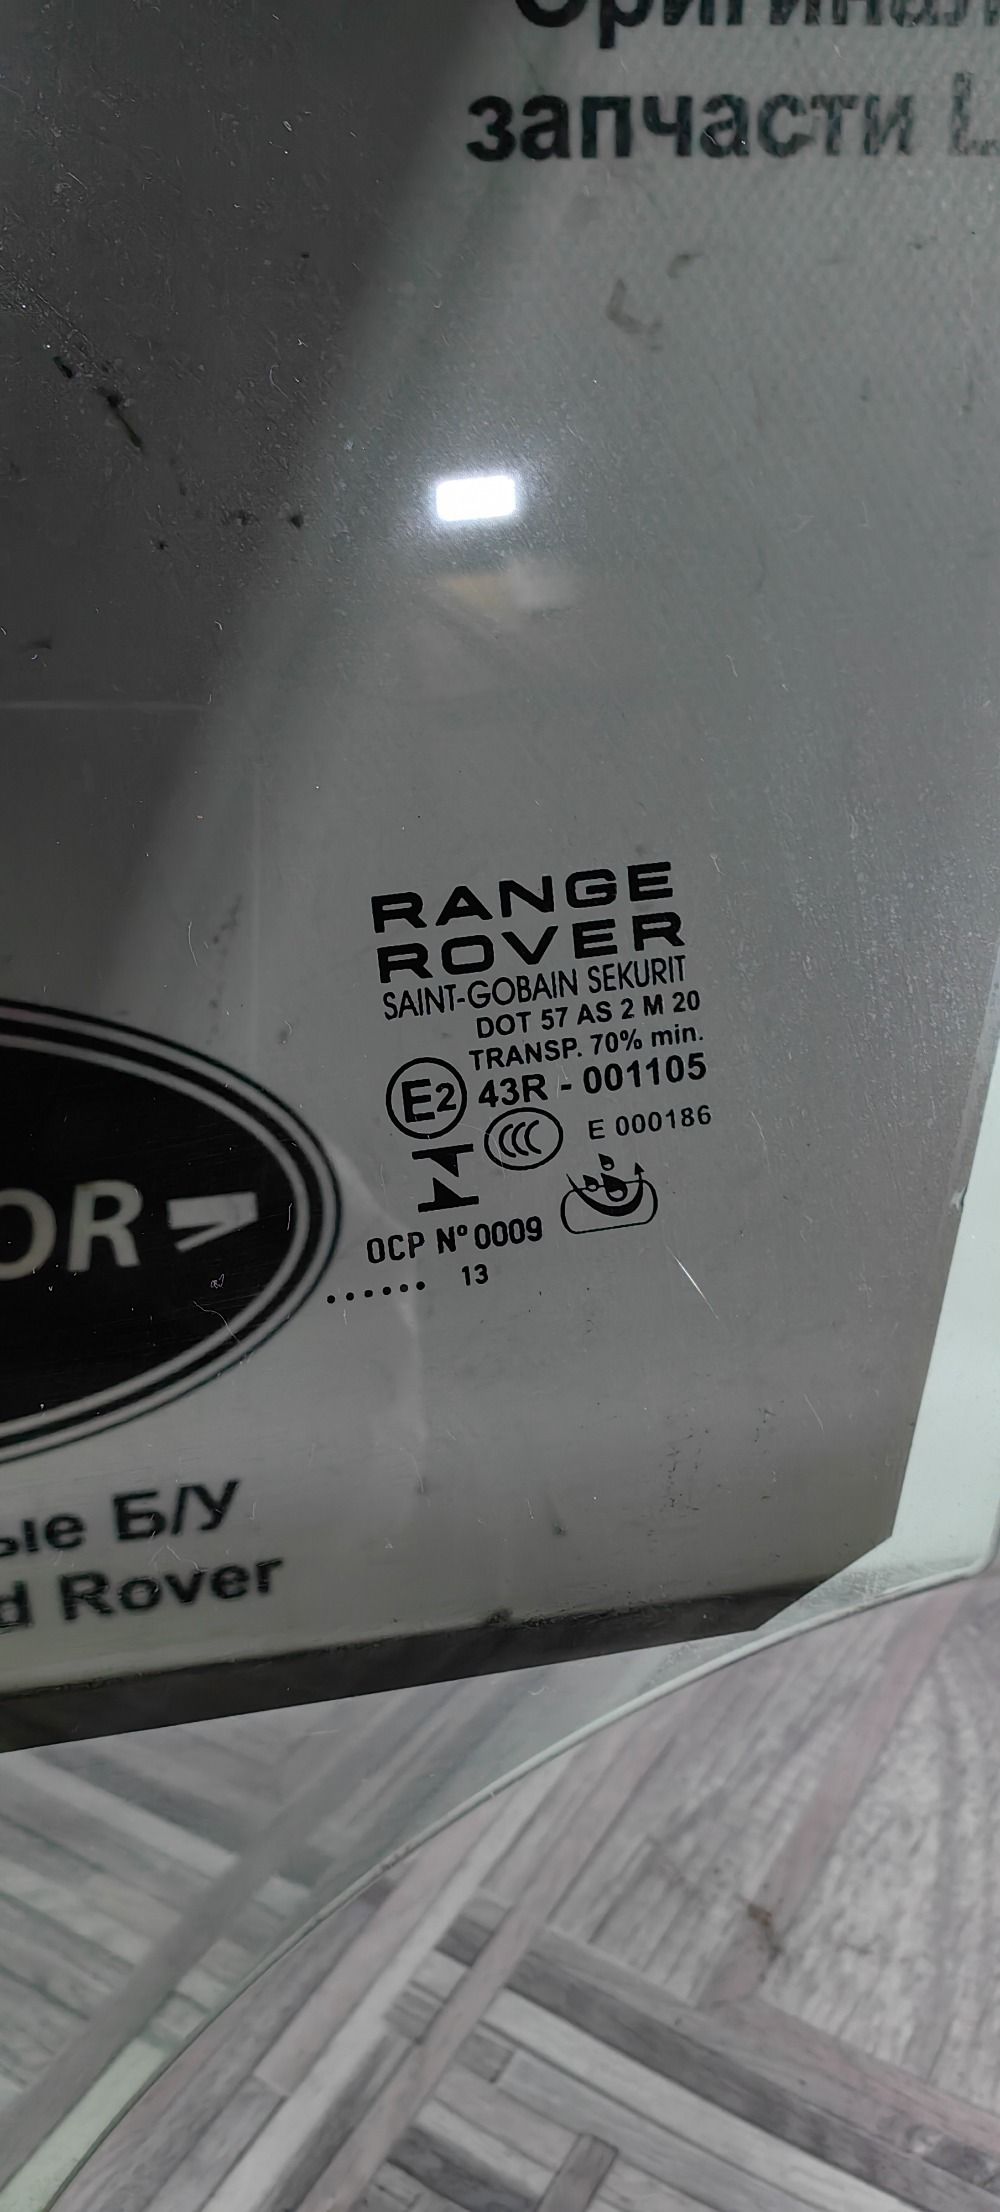 запчасти L
RANGE
ROVER
SAINT-GOBAIN SEKURIT
DOT 57 AS 2 M 20
TRANSP. 70% min.
E2 43R - 001105
CCC E 000186
OCP N° 0009
...... 13
OR
ые Б/У
d Rover